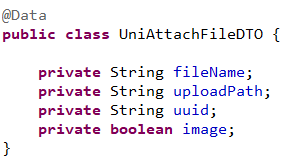 @Data
public class UniAttachFileDTO {
private String fileName;
private String uploadPath;
private String uuid;
private boolean image;
}